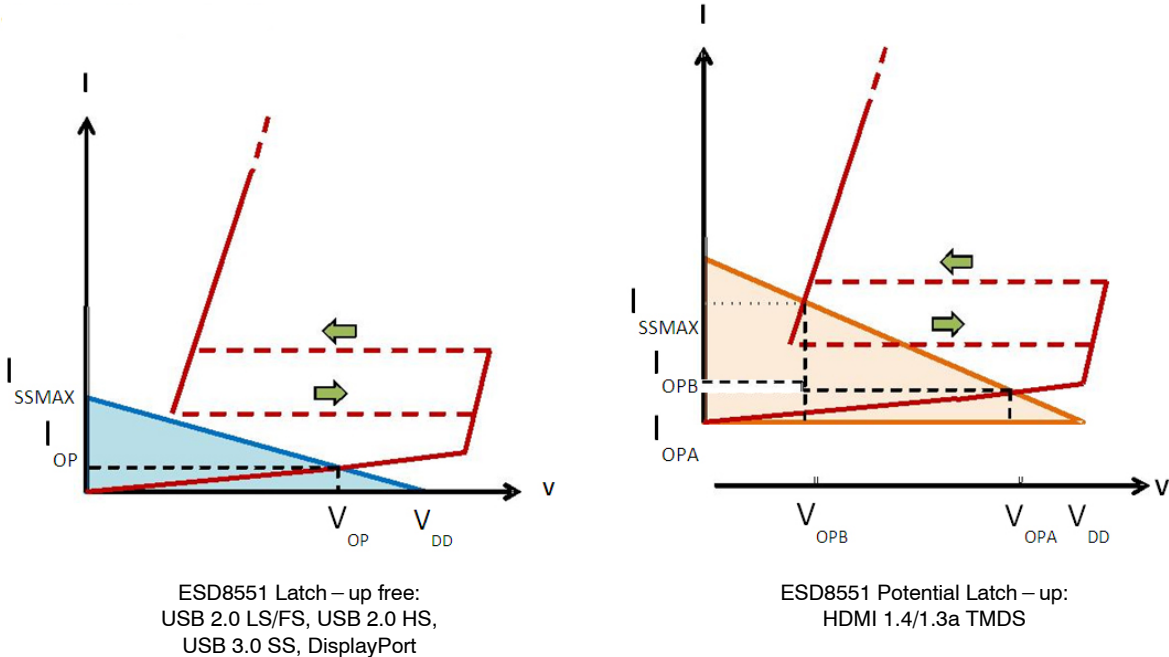 I
I
SSMAX
I
OP
V
V
OP
V
DD
ESD8551 Latch – up free:
USB 2.0 LS/FS, USB 2.0 HS,
USB 3.0 SS, DisplayPort
I
I
SSMAX
I
OPB
I
OPA
V
V
OPB
V
OPA
V
DD
ESD8551 Potential Latch – up:
HDMI 1.4/1.3a TMDS